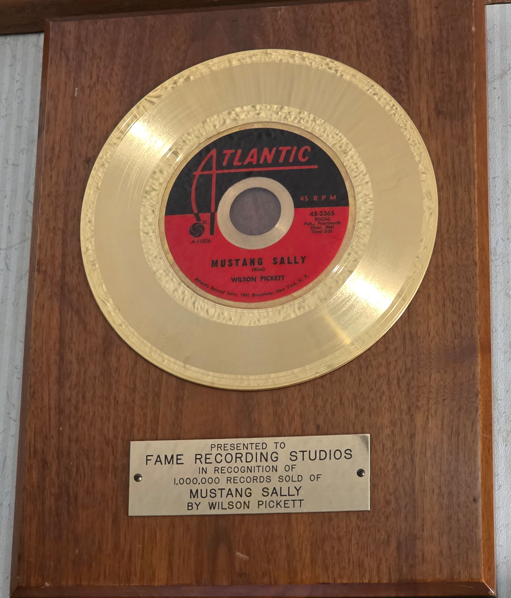 ATLANTIC
45 R P M
45-2365
VOCAL
MUSTANG SALLY
WILSON PICKETT
PRESENTED TO
FAME RECORDING STUDIOS
IN RECOGNITION OF
1,000,000 RECORDS SOLD OF
MUSTANG SALLY
BY WILSON PICKETT